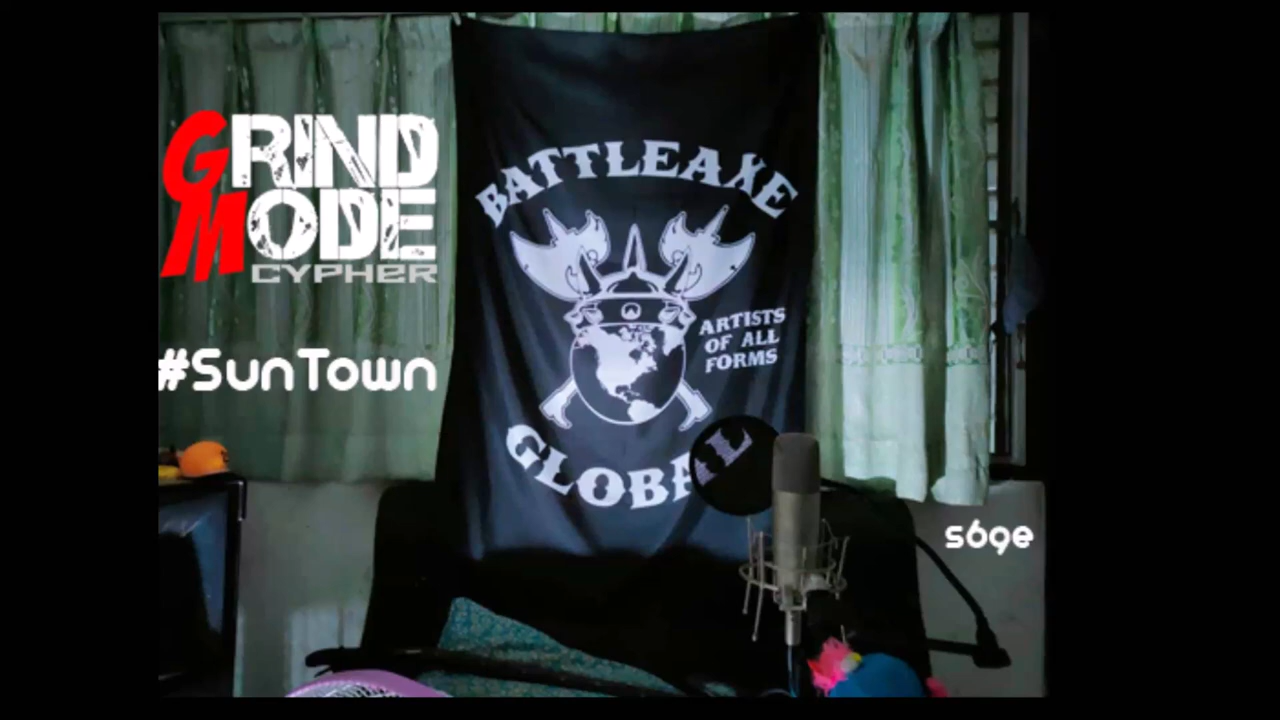 GRIND
MODE
CYPHER
#SunTown
BATTLEAXE
ARTISTS
OF ALL
FORMS
GLOBAL
s69e